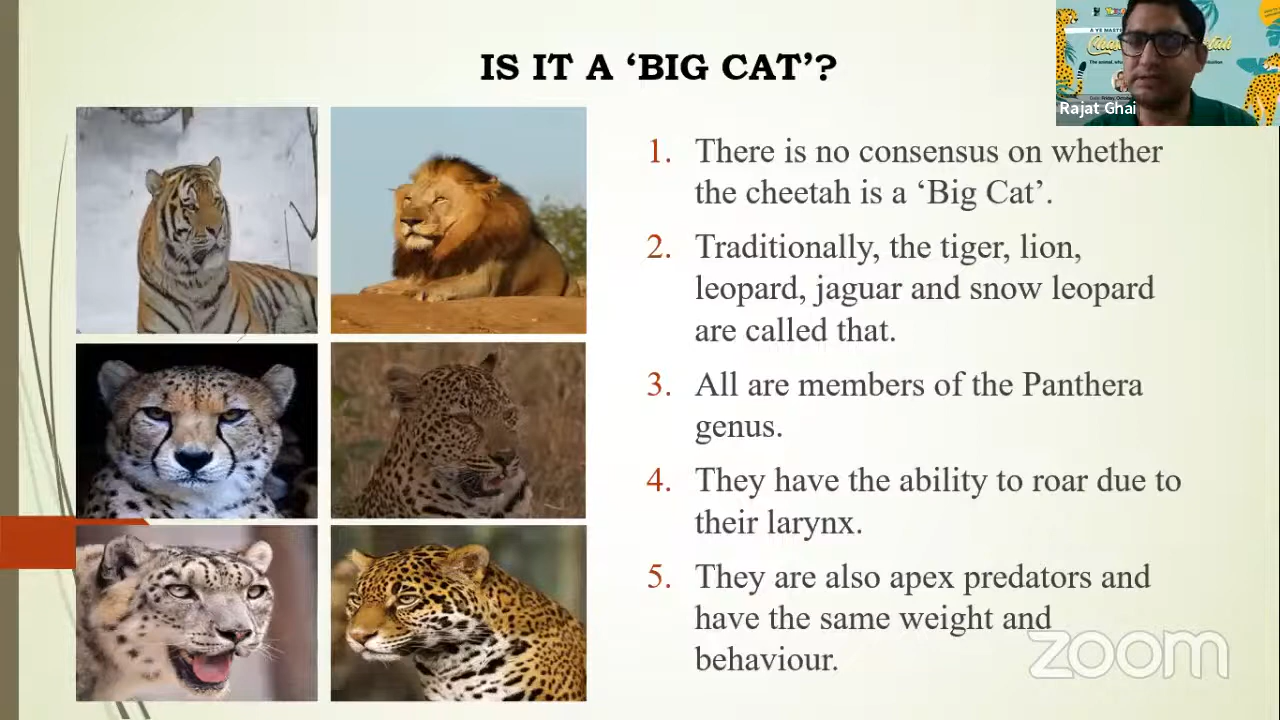 IS IT A ‘BIG CAT’?
Rajat Ghai
1. There is no consensus on whether
the cheetah is a ‘Big Cat’.
2. Traditionally, the tiger, lion,
leopard, jaguar and snow leopard
are called that.
3. All are members of the Panthera
genus.
4. They have the ability to roar due to
their larynx.
5. They are also apex predators and
have the same weight and
behaviour.
zoom